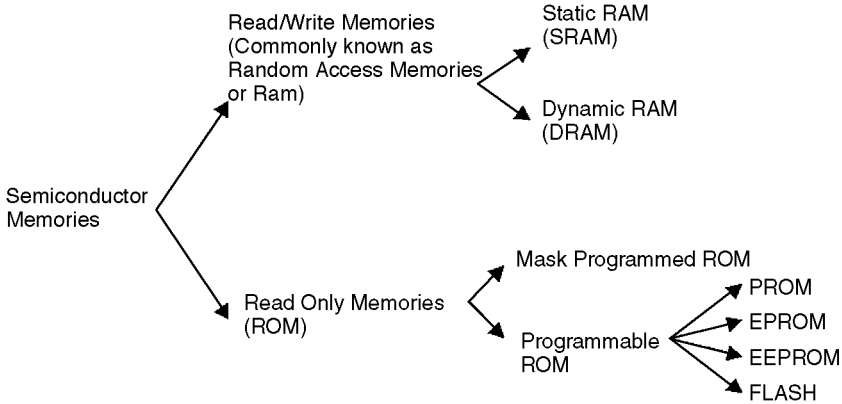 Read/Write Memories
(Commonly known as
Random Access Memories
or Ram)
Static RAM
(SRAM)
Dynamic RAM
(DRAM)
Semiconductor
Memories
Read Only Memories
(ROM)
Mask Programmed ROM
Programmable
ROM
PROM
EPROM
EEPROM
FLASH